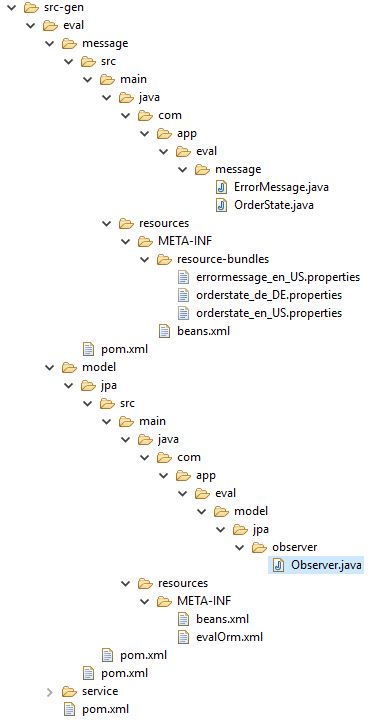 src-gen
eval
message
src
main
java
com
app
eval
message
ErrorMessage.java
OrderState.java
resources
META-INF
resource-bundles
errormessage_en_US.properties
orderstate_de_DE.properties
orderstate_en_US.properties
beans.xml
pom.xml
model
jpa
src
main
java
com
app
eval
model
jpa
observer
Observer.java
resources
META-INF
beans.xml
evalOrm.xml
pom.xml
pom.xml
service
pom.xml